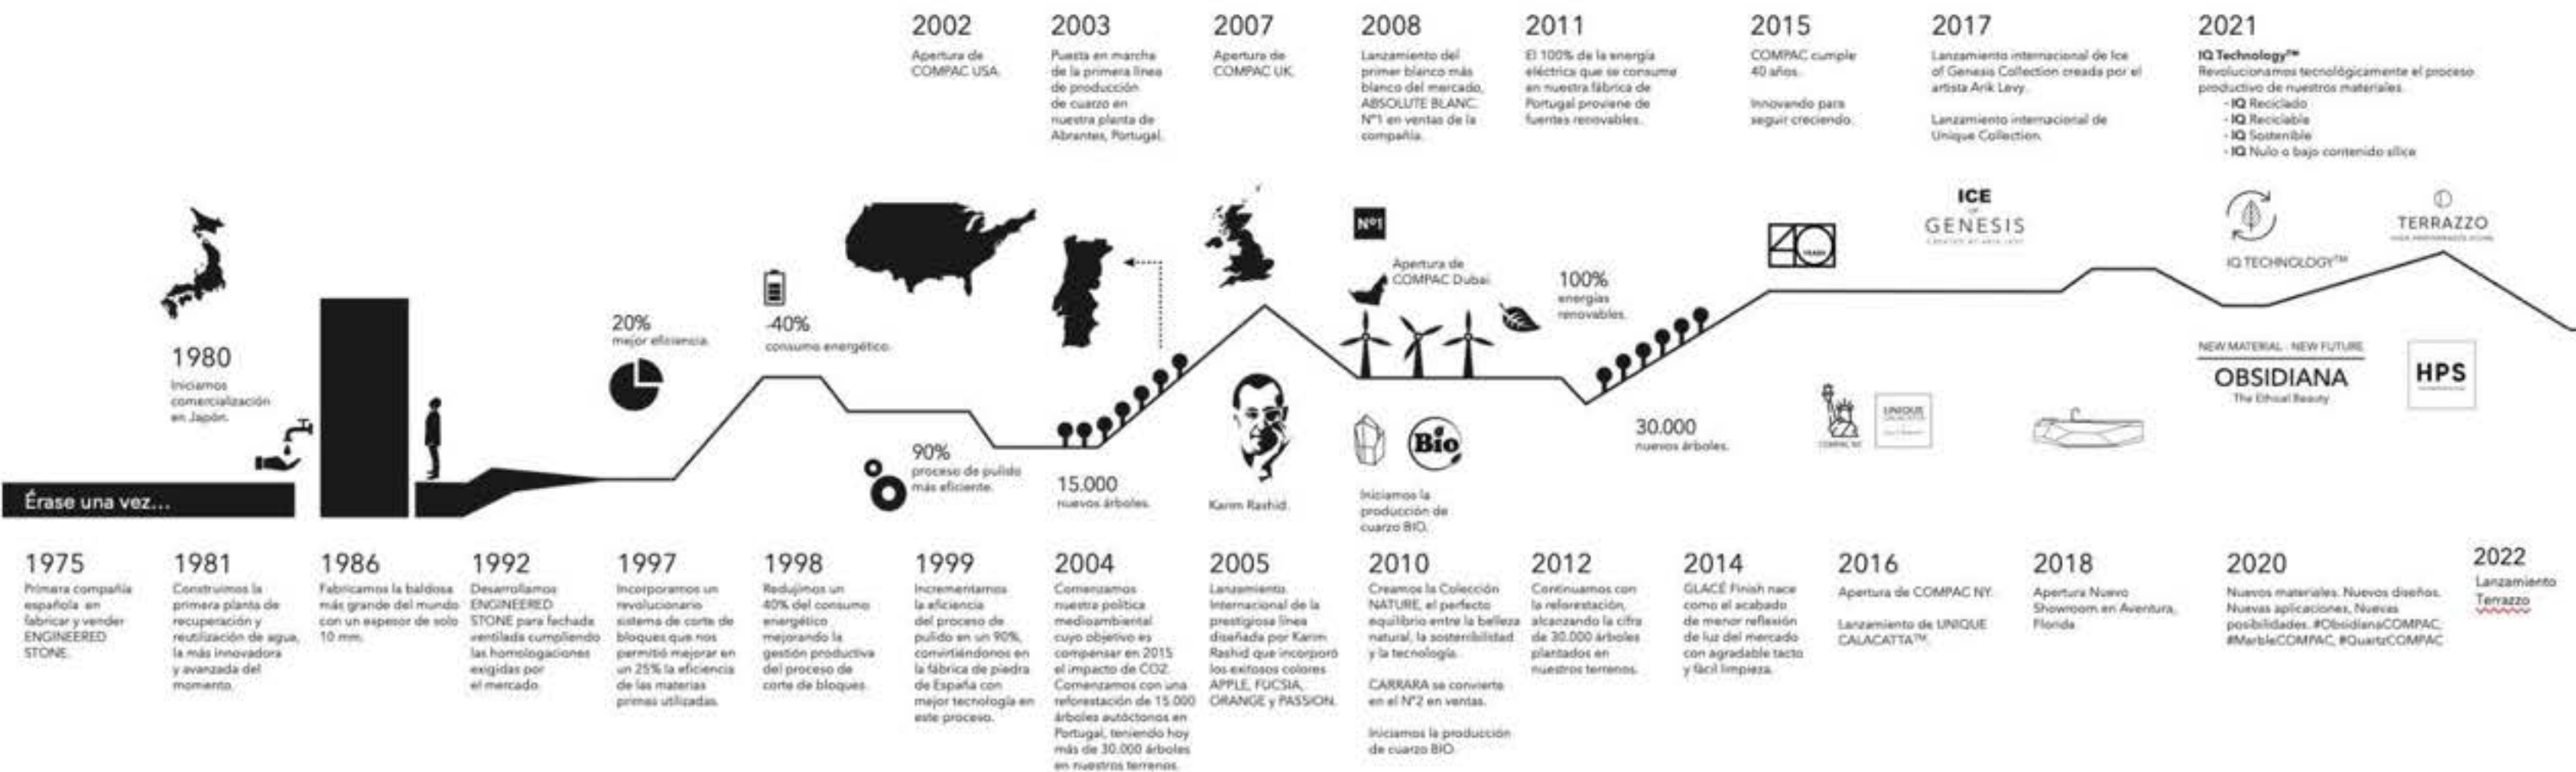 2002
Apertura de
COMPAC USA.
2003
Puesta en marcha
de la primera línea
de producción
de cuarzo en
nuestra planta de
Abrantes, Portugal.
2007
Apertura de
COMPAC UK.
2008
Lanzamiento del
primer blanco más
blanco del mercado,
ABSOLUTE BLANC.
Nº1 en ventas de la
compañía.
2011
El 100% de la energía
eléctrica que se consume
en nuestra fábrica de
Portugal proviene de
fuentes renovables.
2015
COMPAC cumple
40 años.
Innovando para
seguir creciendo.
2017
Lanzamiento internacional de Ice
of Genesis Collection creada por el
artista Arik Levy.
Lanzamiento internacional de
Unique Collection.
2021
IQ Technology™
Revolucionamos tecnológicamente el proceso
productivo de nuestros materiales.
- IQ Reciclado
- IQ Reciclable
- IQ Sostenible
- IQ Nulo o bajo contenido sílice
1980
Iniciamos
comercialización
en Japón.
20%
mejor eficiencia.
-40%
consumo energético.
90%
proceso de pulido
más eficiente.
15.000
nuevos árboles.
Karim Rashid.
Nº1
Apertura de
COMPAC Dubai.
100%
energías
renovables.
Bio
Iniciamos la
producción de
cuarzo BIO.
30.000
nuevos árboles.
40
YEARS
COMPAC NY
UNIQUE
CALACATTA
ICE
OF
GENESIS
CREATED BY ARIK LEVY
IQ TECHNOLOGY™
TERRAZZO
NEW MATERIAL · NEW FUTURE
OBSIDIANA
The Ethical Beauty
HPS
Érase una vez...
1975
Primera compañía
española en
fabricar y vender
ENGINEERED
STONE.
1981
Construimos la
primera planta de
recuperación y
reutilización de agua,
la más innovadora
y avanzada del
momento.
1986
Fabricamos la baldosa
más grande del mundo
con un espesor de solo
10 mm.
1992
Desarrollamos
ENGINEERED
STONE para fachada
ventilada cumpliendo
las homologaciones
exigidas por
el mercado.
1997
Incorporamos un
revolucionario
sistema de corte de
bloques que nos
permitió mejorar en
un 25% la eficiencia
de las materias
primas utilizadas.
1998
Redujimos un
40% del consumo
energético
mejorando la
gestión productiva
del proceso de
corte de bloques.
1999
Incrementamos
la eficiencia
del proceso de
pulido en un 90%,
convirtiéndonos en
la fábrica de piedra
de España con
mejor tecnología en
este proceso.
2004
Comenzamos
nuestra política
medioambiental
cuyo objetivo es
compensar en 2015
el impacto de CO2.
Comenzamos con una
reforestación de 15.000
árboles autóctonos en
Portugal, teniendo hoy
más de 30.000 árboles
en nuestros terrenos.
2005
Lanzamiento
Internacional de la
prestigiosa línea
diseñada por Karim
Rashid que incorporó
los exitosos colores
APPLE, FUCSIA,
ORANGE y PASSION.
2010
Creamos la Colección
NATURE, el perfecto
equilibrio entre la belleza
natural, la sostenibilidad
y la tecnología.
CARRARA se convierte
en el Nº2 en ventas.
Iniciamos la producción
de cuarzo BIO.
2012
Continuamos con
la reforestación,
alcanzando la cifra
de 30.000 árboles
plantados en
nuestros terrenos.
2014
GLACÉ Finish nace
como el acabado
de menor reflexión
de luz del mercado
con agradable tacto
y fácil limpieza.
2016
Apertura de COMPAC NY.
Lanzamiento de UNIQUE
CALACATTA™.
2018
Apertura Nuevo
Showroom en Aventura,
Florida
2020
Nuevos materiales. Nuevos diseños.
Nuevas aplicaciones. Nuevas
posibilidades. #ObsidianaCOMPAC,
#MarbleCOMPAC, #QuartzCOMPAC
2022
Lanzamiento
Terrazzo